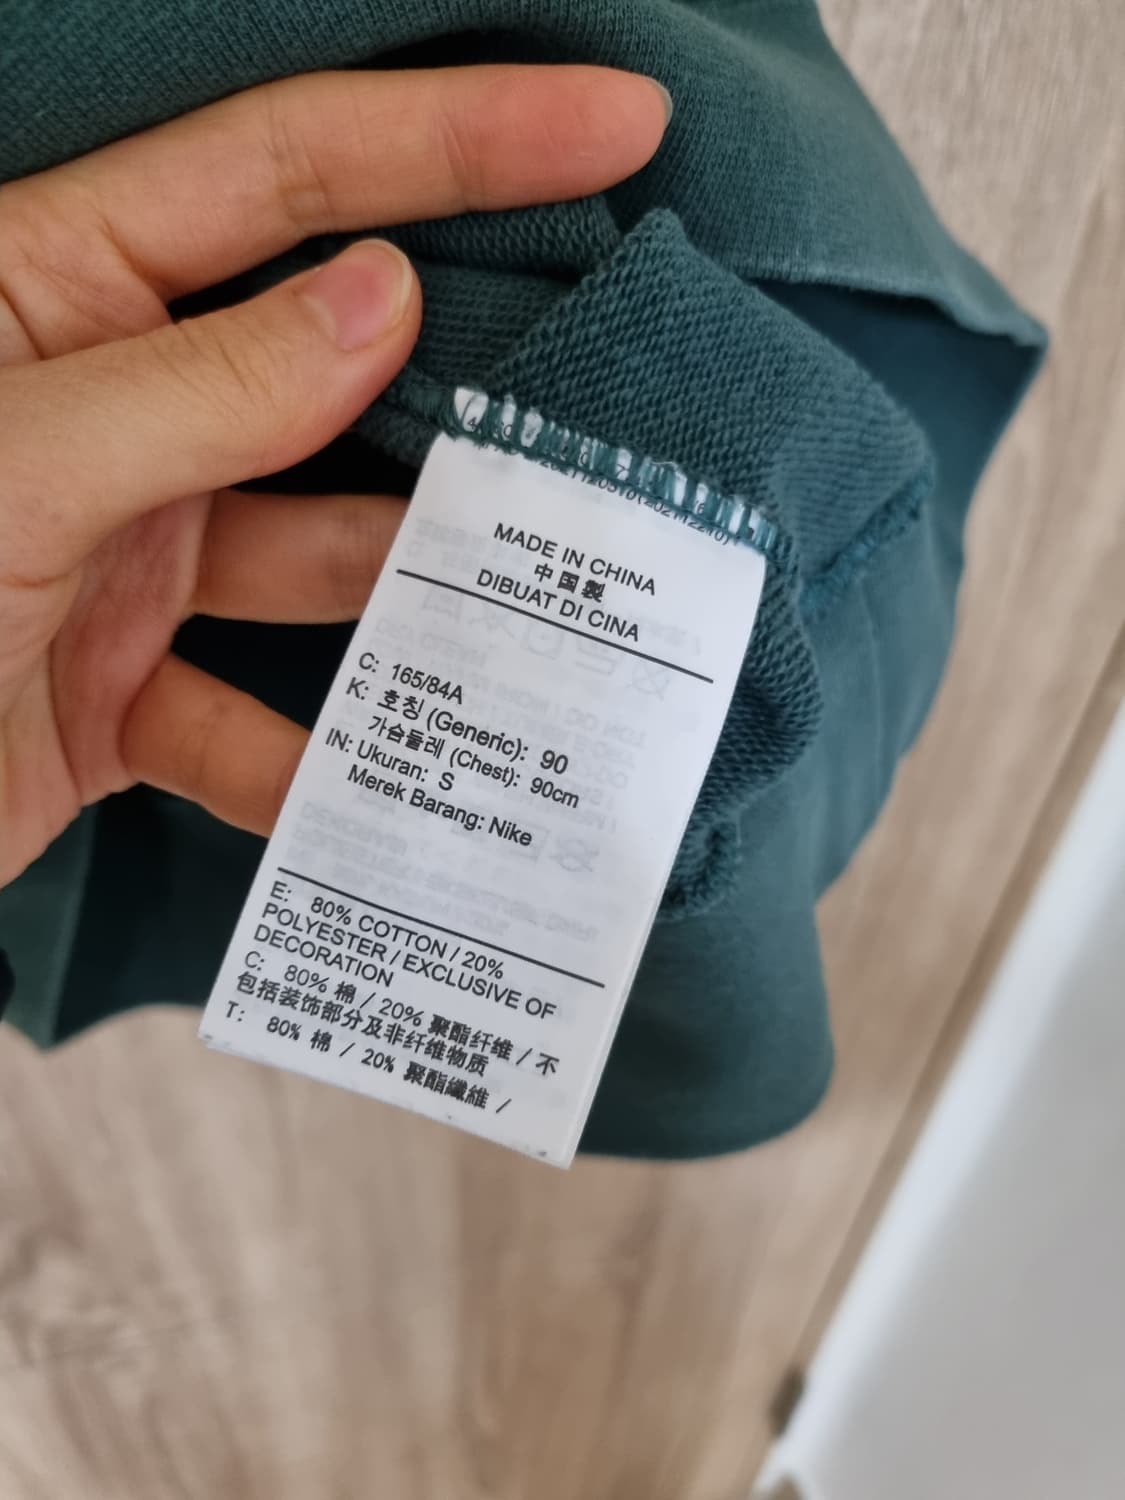 MADE IN CHINA
中国製
DIBUAT DI CINA
C: 165/84A
K: 호칭 (Generic): 90
가슴둘레 (Chest): 90cm
IN: Ukuran: S
Merek Barang: Nike
E: 80% COTTON / 20%
POLYESTER / EXCLUSIVE OF
DECORATION
C: 80% 棉 / 20% 聚酯纤维 / 不
包括装饰部分及非纤维物质
T: 80% 棉 / 20% 聚酯纖維 /